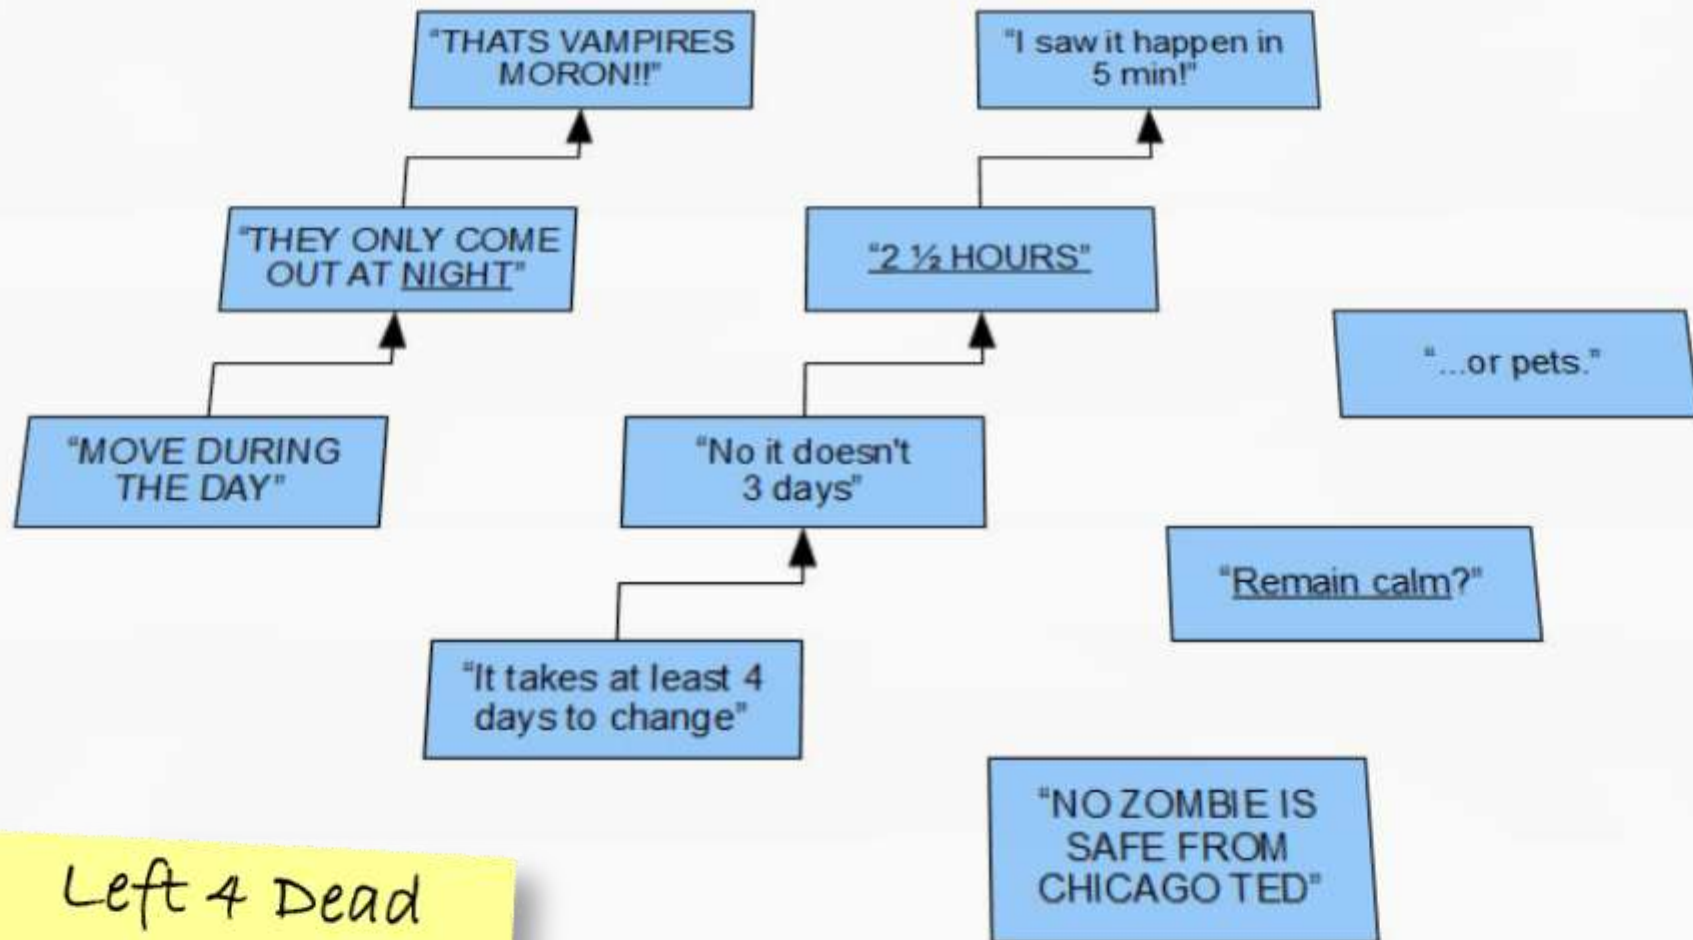 “THATS VAMPIRES
MORON!!”
“I saw it happen in
5 min!”
“THEY ONLY COME
OUT AT NIGHT”
“2 ½ HOURS”
“...or pets.”
“MOVE DURING
THE DAY”
“No it doesn't
3 days”
“Remain calm?”
“It takes at least 4
days to change”
“NO ZOMBIE IS
SAFE FROM
CHICAGO TED”
Left 4 Dead